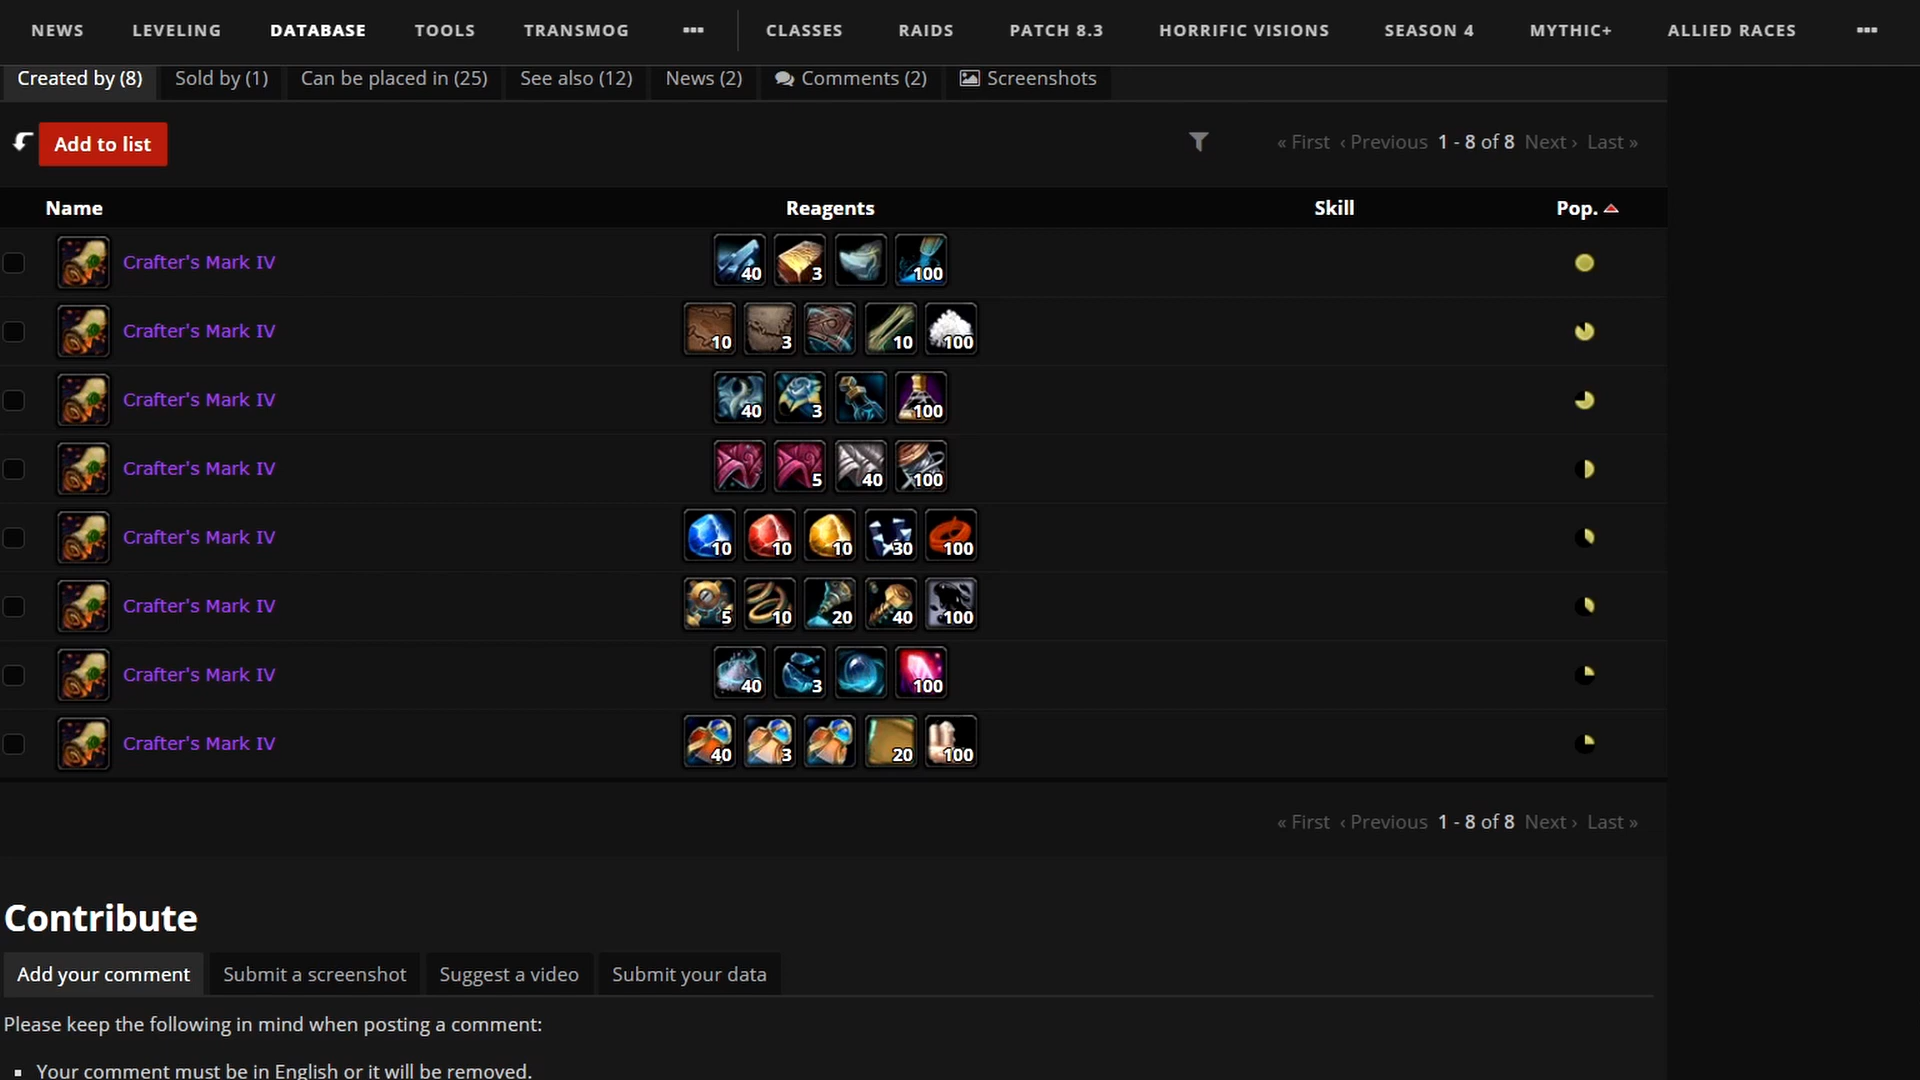 NEWS LEVELING DATABASE TOOLS TRANSMOG ••• CLASSES RAIDS PATCH 8.3 HORRIFIC VISIONS SEASON 4 MYTHIC+ ALLIED RACES •••
Created by (8) Sold by (1) Can be placed in (25) See also (12) News (2) Comments (2) Screenshots
Add to list « First ‹ Previous 1 - 8 of 8 Next › Last »
Name Reagents Skill Pop.
Crafter's Mark IV 40 3 100
Crafter's Mark IV 10 3 10 100
Crafter's Mark IV 40 3 100
Crafter's Mark IV 5 40 100
Crafter's Mark IV 10 10 10 30 100
Crafter's Mark IV 5 10 20 40 100
Crafter's Mark IV 40 3 100
Crafter's Mark IV 40 3 20 100
« First ‹ Previous 1 - 8 of 8 Next › Last »
Contribute
Add your comment Submit a screenshot Suggest a video Submit your data
Please keep the following in mind when posting a comment:
▪ Your comment must be in English or it will be removed.